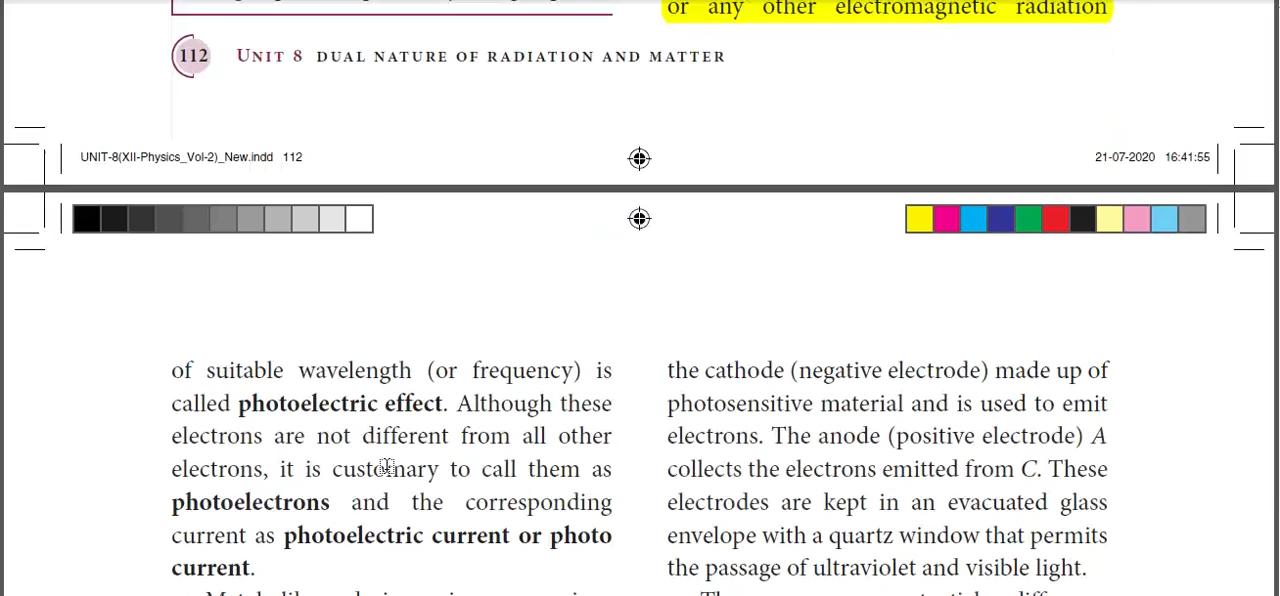 or any other electromagnetic radiation
112 UNIT 8 DUAL NATURE OF RADIATION AND MATTER
UNIT-8(XII-Physics_Vol-2)_New.indd 112
21-07-2020 16:41:55
of suitable wavelength (or frequency) is
called photoelectric effect. Although these
electrons are not different from all other
electrons, it is customary to call them as
photoelectrons and the corresponding
current as photoelectric current or photo
current.
the cathode (negative electrode) made up of
photosensitive material and is used to emit
electrons. The anode (positive electrode) A
collects the electrons emitted from C. These
electrodes are kept in an evacuated glass
envelope with a quartz window that permits
the passage of ultraviolet and visible light.